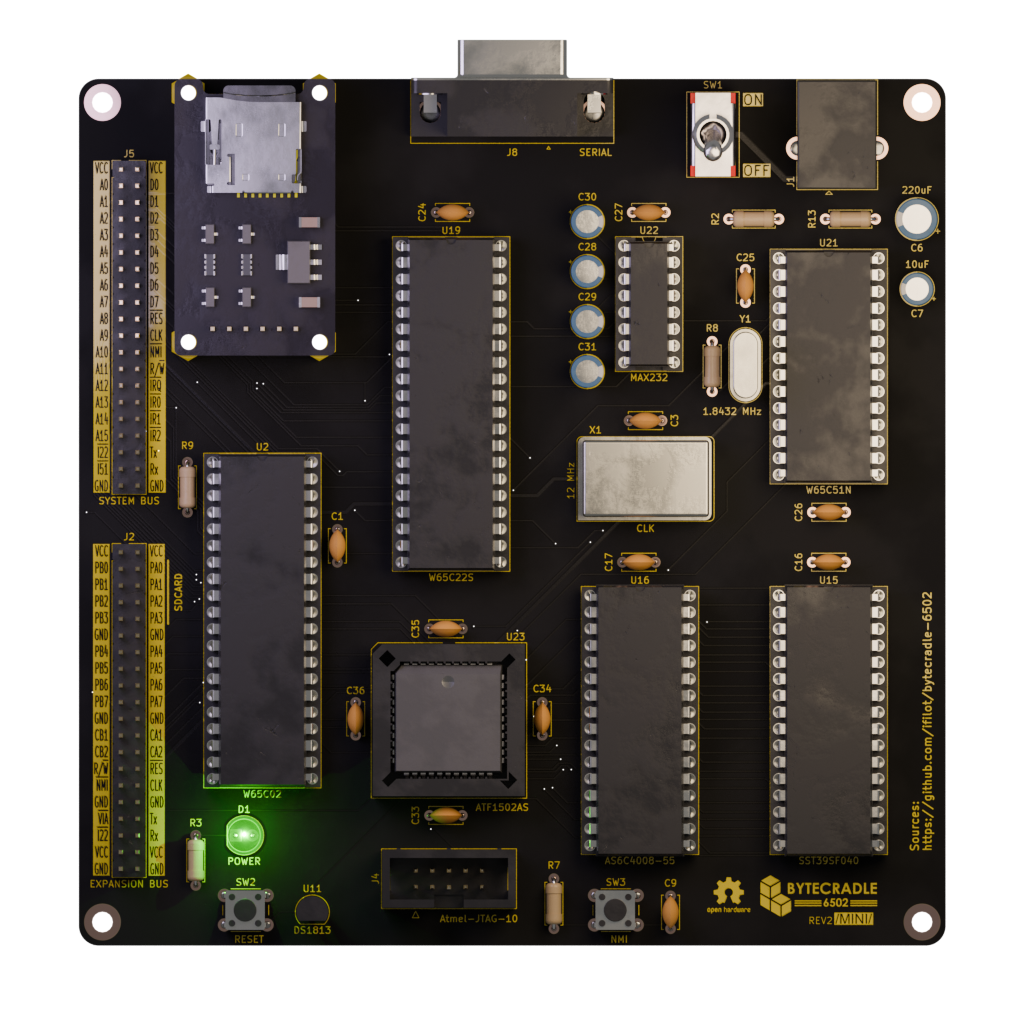 SW1
ON
OFF
J1
J8 SERIAL
J5
VCC VCC
A0 D0
A1 D1
A2 D2
A3 D3
A4 D4
A5 D5
A6 D6
A7 D7
A8 RES
A9 CLK
A10 NMI
A11 R/W
A12 IRQ
A13 IR0
A14 IR1
A15 IR2
I22 Tx
I51 Rx
GND GND
SYSTEM BUS
C24
U19
W65C22S
C30
C28
C29
C31
C27
U22
MAX232
R2
R13
220uF
C6
10uF
C7
U21
W65C51N
C25
Y1
R8
1.8432 MHz
C3
X1
12 MHz
CLK
C26
R9
U2
W65C02
C1
C17
U16
AS6C4008-55
C16
U15
SST39SF040
J2
VCC VCC
PB0 PA0
PB1 PA1
PB2 PA2
PB3 PA3
GND GND
PB4 PA4
PB5 PA5
PB6 PA6
PB7 PA7
GND GND
CB1 CA1
CB2 CA2
R/W RES
NMI CLK
GND GND
VIA Tx
I22 Rx
VCC VCC
GND GND
EXPANSION BUS
SDCARD
C35
U23
C36
C34
ATF1502AS
C33
D1
POWER
R3
SW2
RESET
U11
DS1813
J4
Atmel-JTAG-10
R7
SW3
NMI
C9
open hardware
BYTECRADLE
6502
REV2 /MINI/
Sources:
https://github.com/ifilot/bytecradle-6502